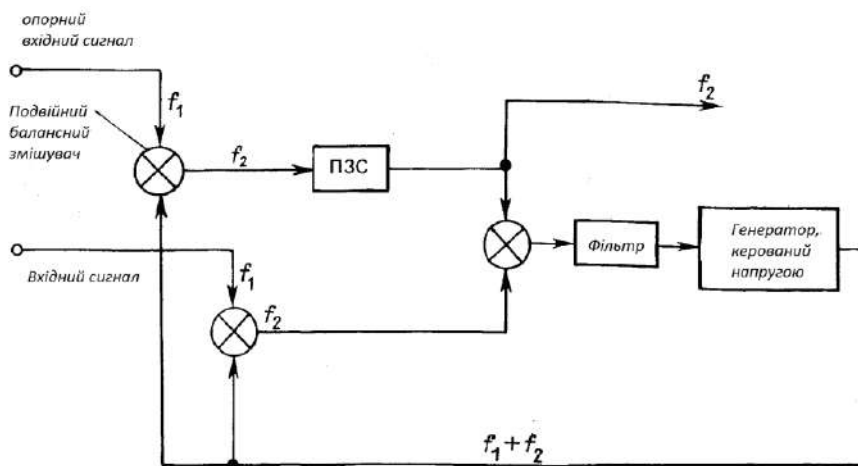 опорний
вхідний сигнал
f₁
f₂
Подвійний
балансний
змішувач
f₂
ПЗС
Генератор,
керований
напругою
Фільтр
Вхідний сигнал
f₁
f₂
f₁ + f₂